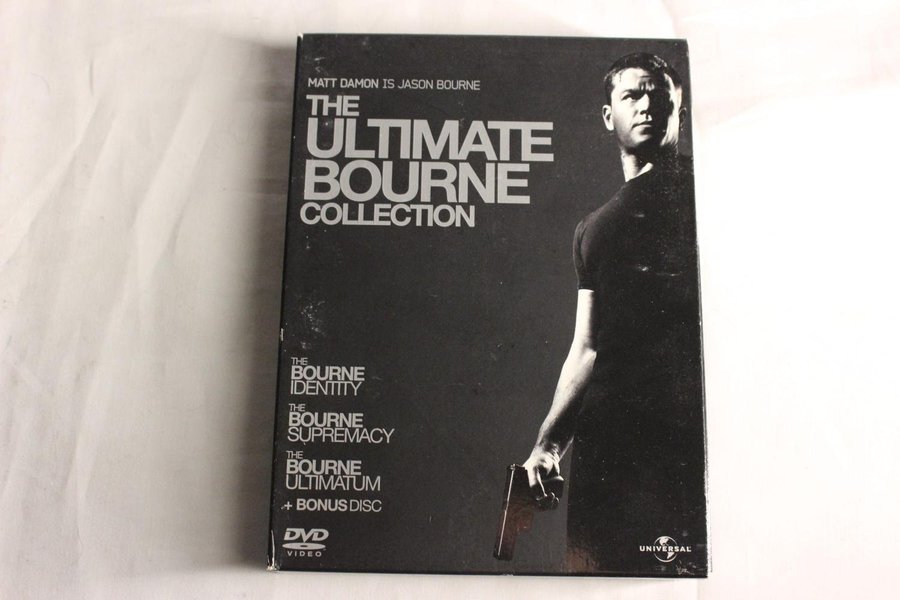 MATT DAMON IS JASON BOURNE
THE
ULTIMATE
BOURNE
COLLECTION
THE
BOURNE
IDENTITY
THE
BOURNE
SUPREMACY
THE
BOURNE
ULTIMATUM
+ BONUS DISC
DVD
VIDEO
UNIVERSAL